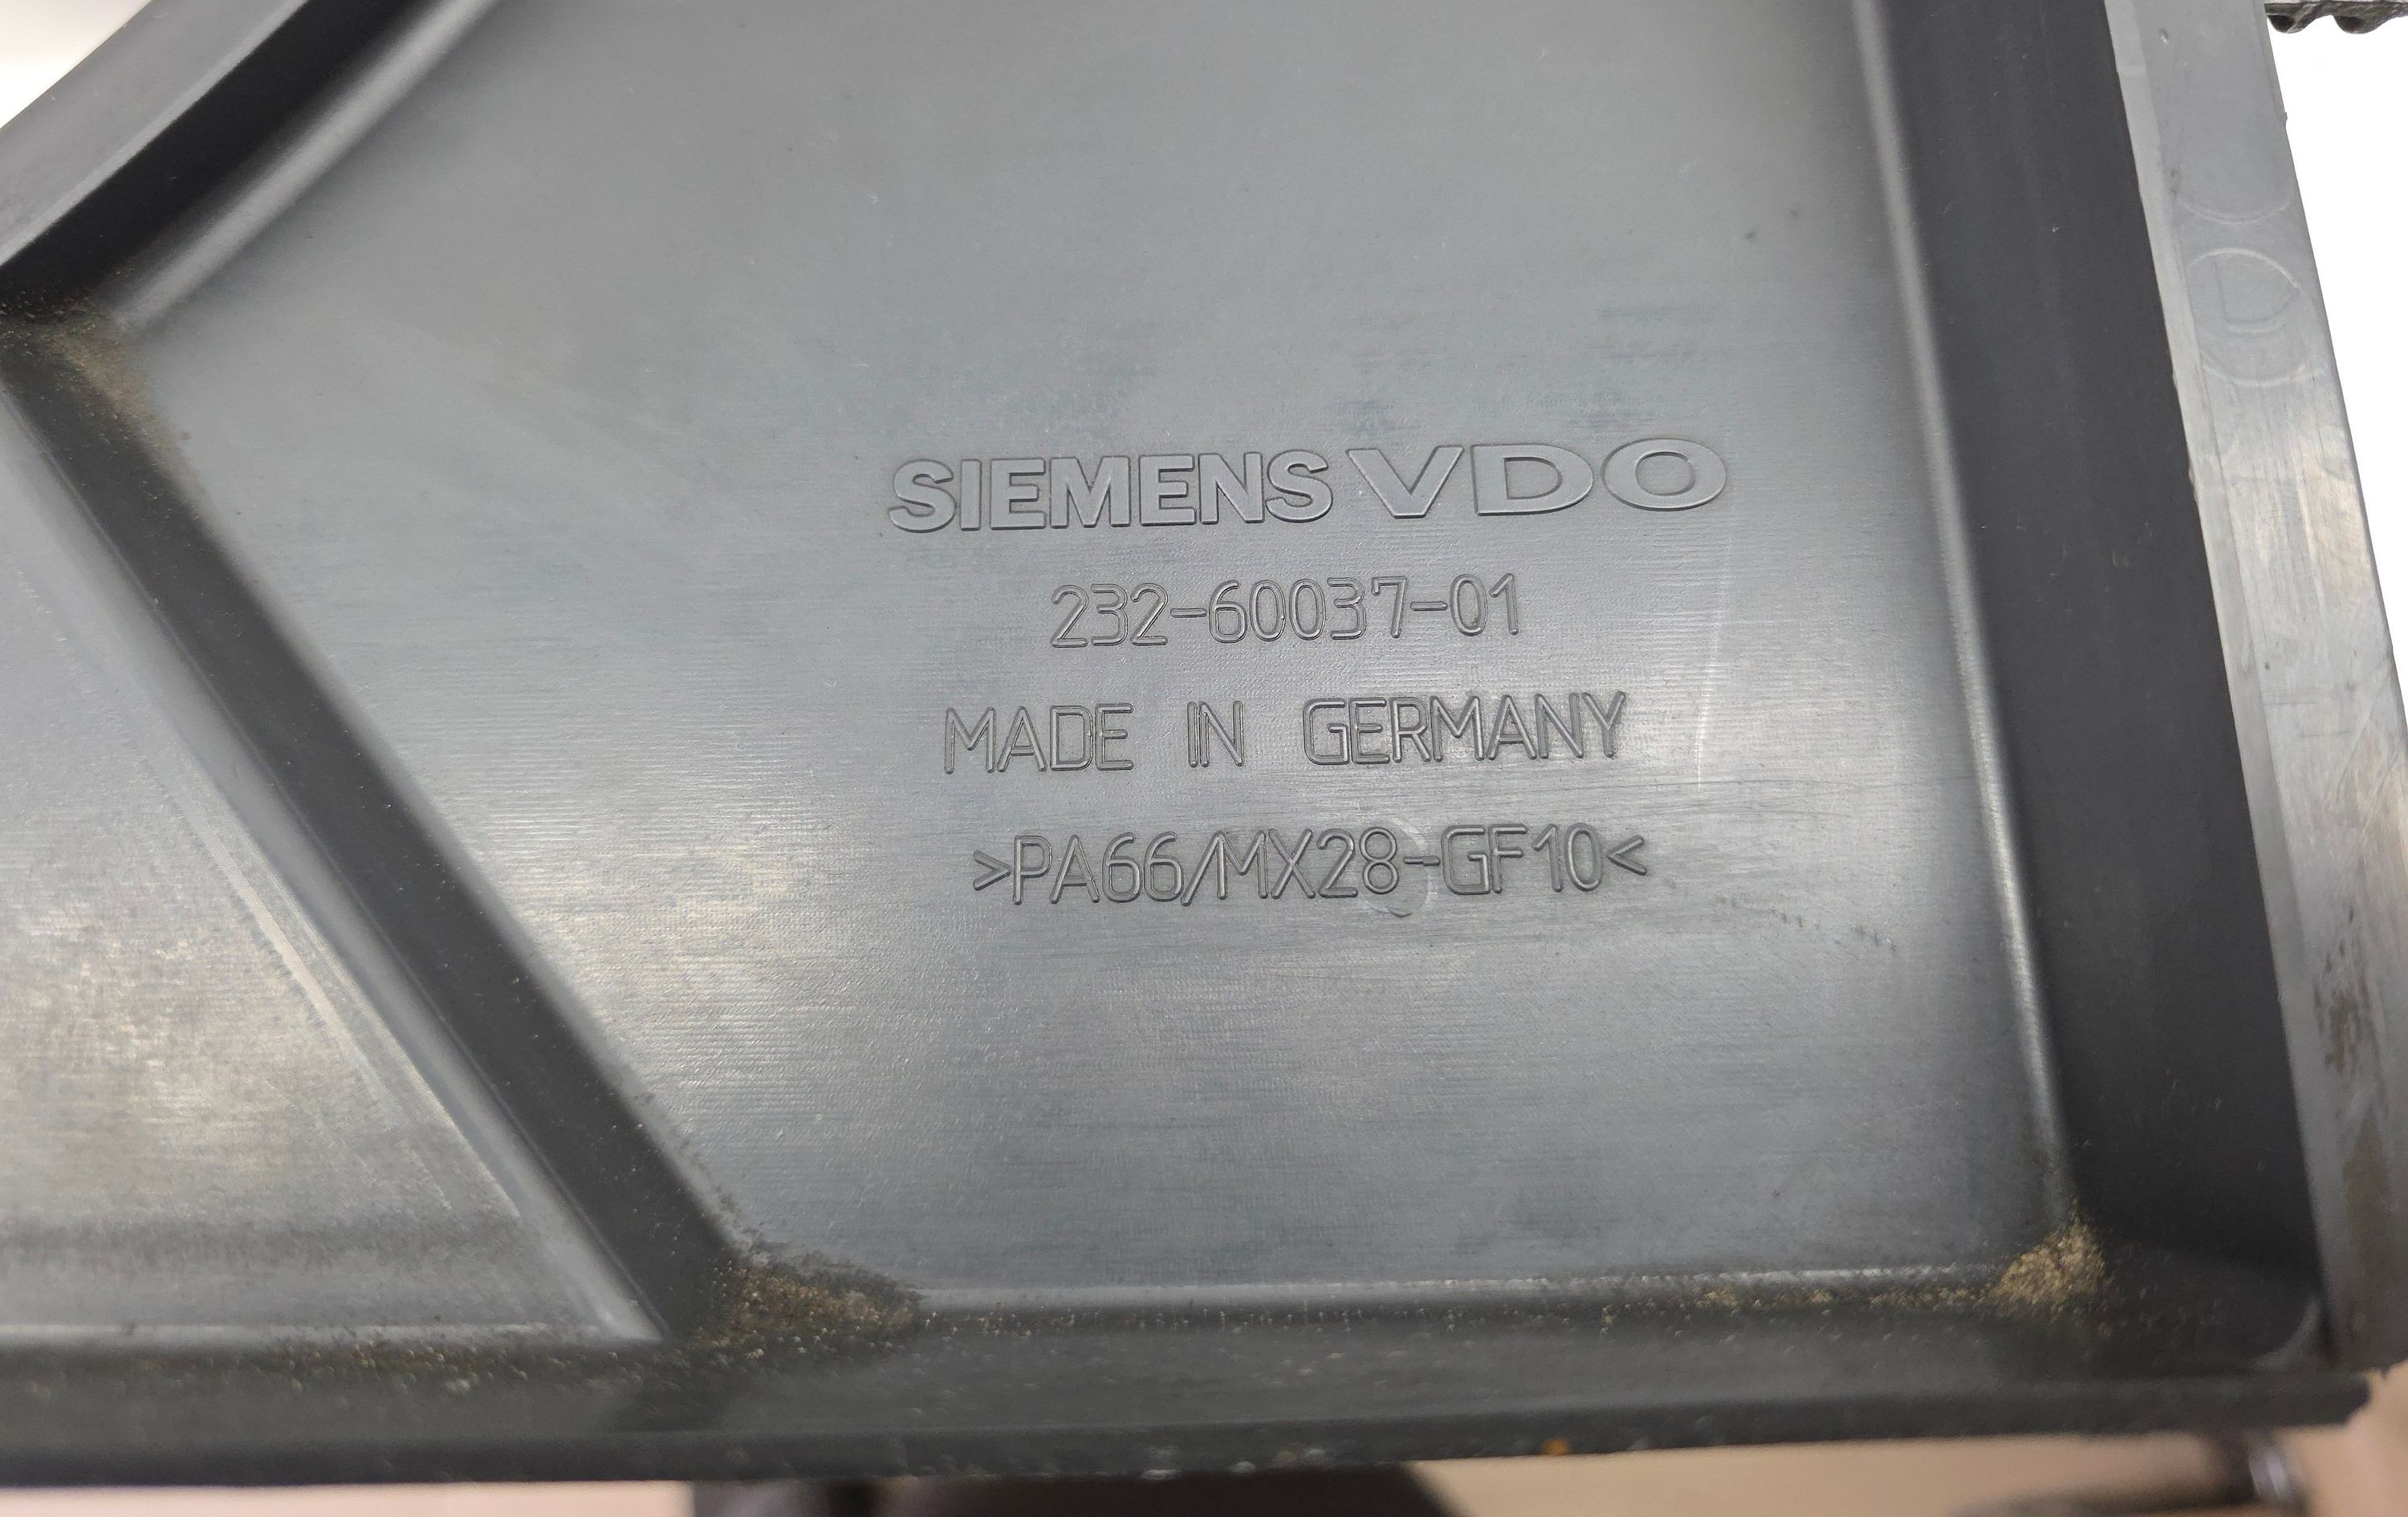 SIEMENS VDO
232-60037-01
MADE IN GERMANY
>PA66/MX28-GF10<